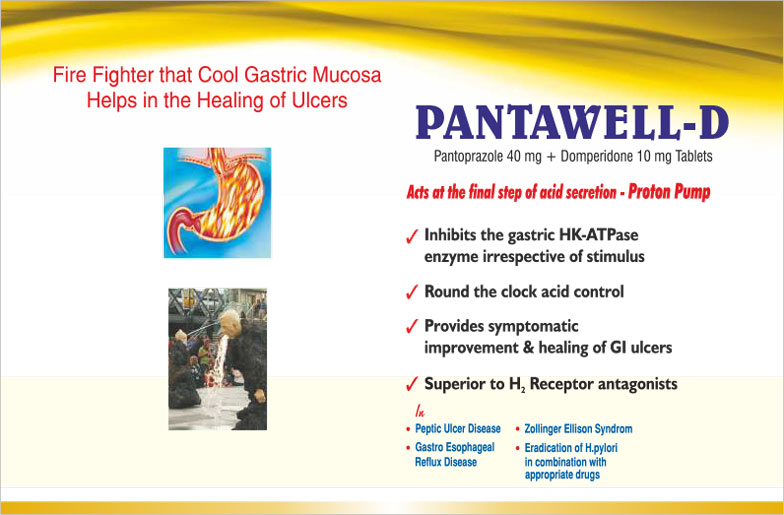 Fire Fighter that Cool Gastric Mucosa
Helps in the Healing of Ulcers
PANTAWELL-D
Pantoprazole 40 mg + Domperidone 10 mg Tablets
Acts at the final step of acid secretion - Proton Pump
✓ Inhibits the gastric HK-ATPase
enzyme irrespective of stimulus
✓ Round the clock acid control
✓ Provides symptomatic
improvement & healing of GI ulcers
✓ Superior to H₂ Receptor antagonists
In
• Peptic Ulcer Disease
• Gastro Esophageal
Reflux Disease
• Zollinger Ellison Syndrom
• Eradication of H.pylori
in combination with
appropriate drugs